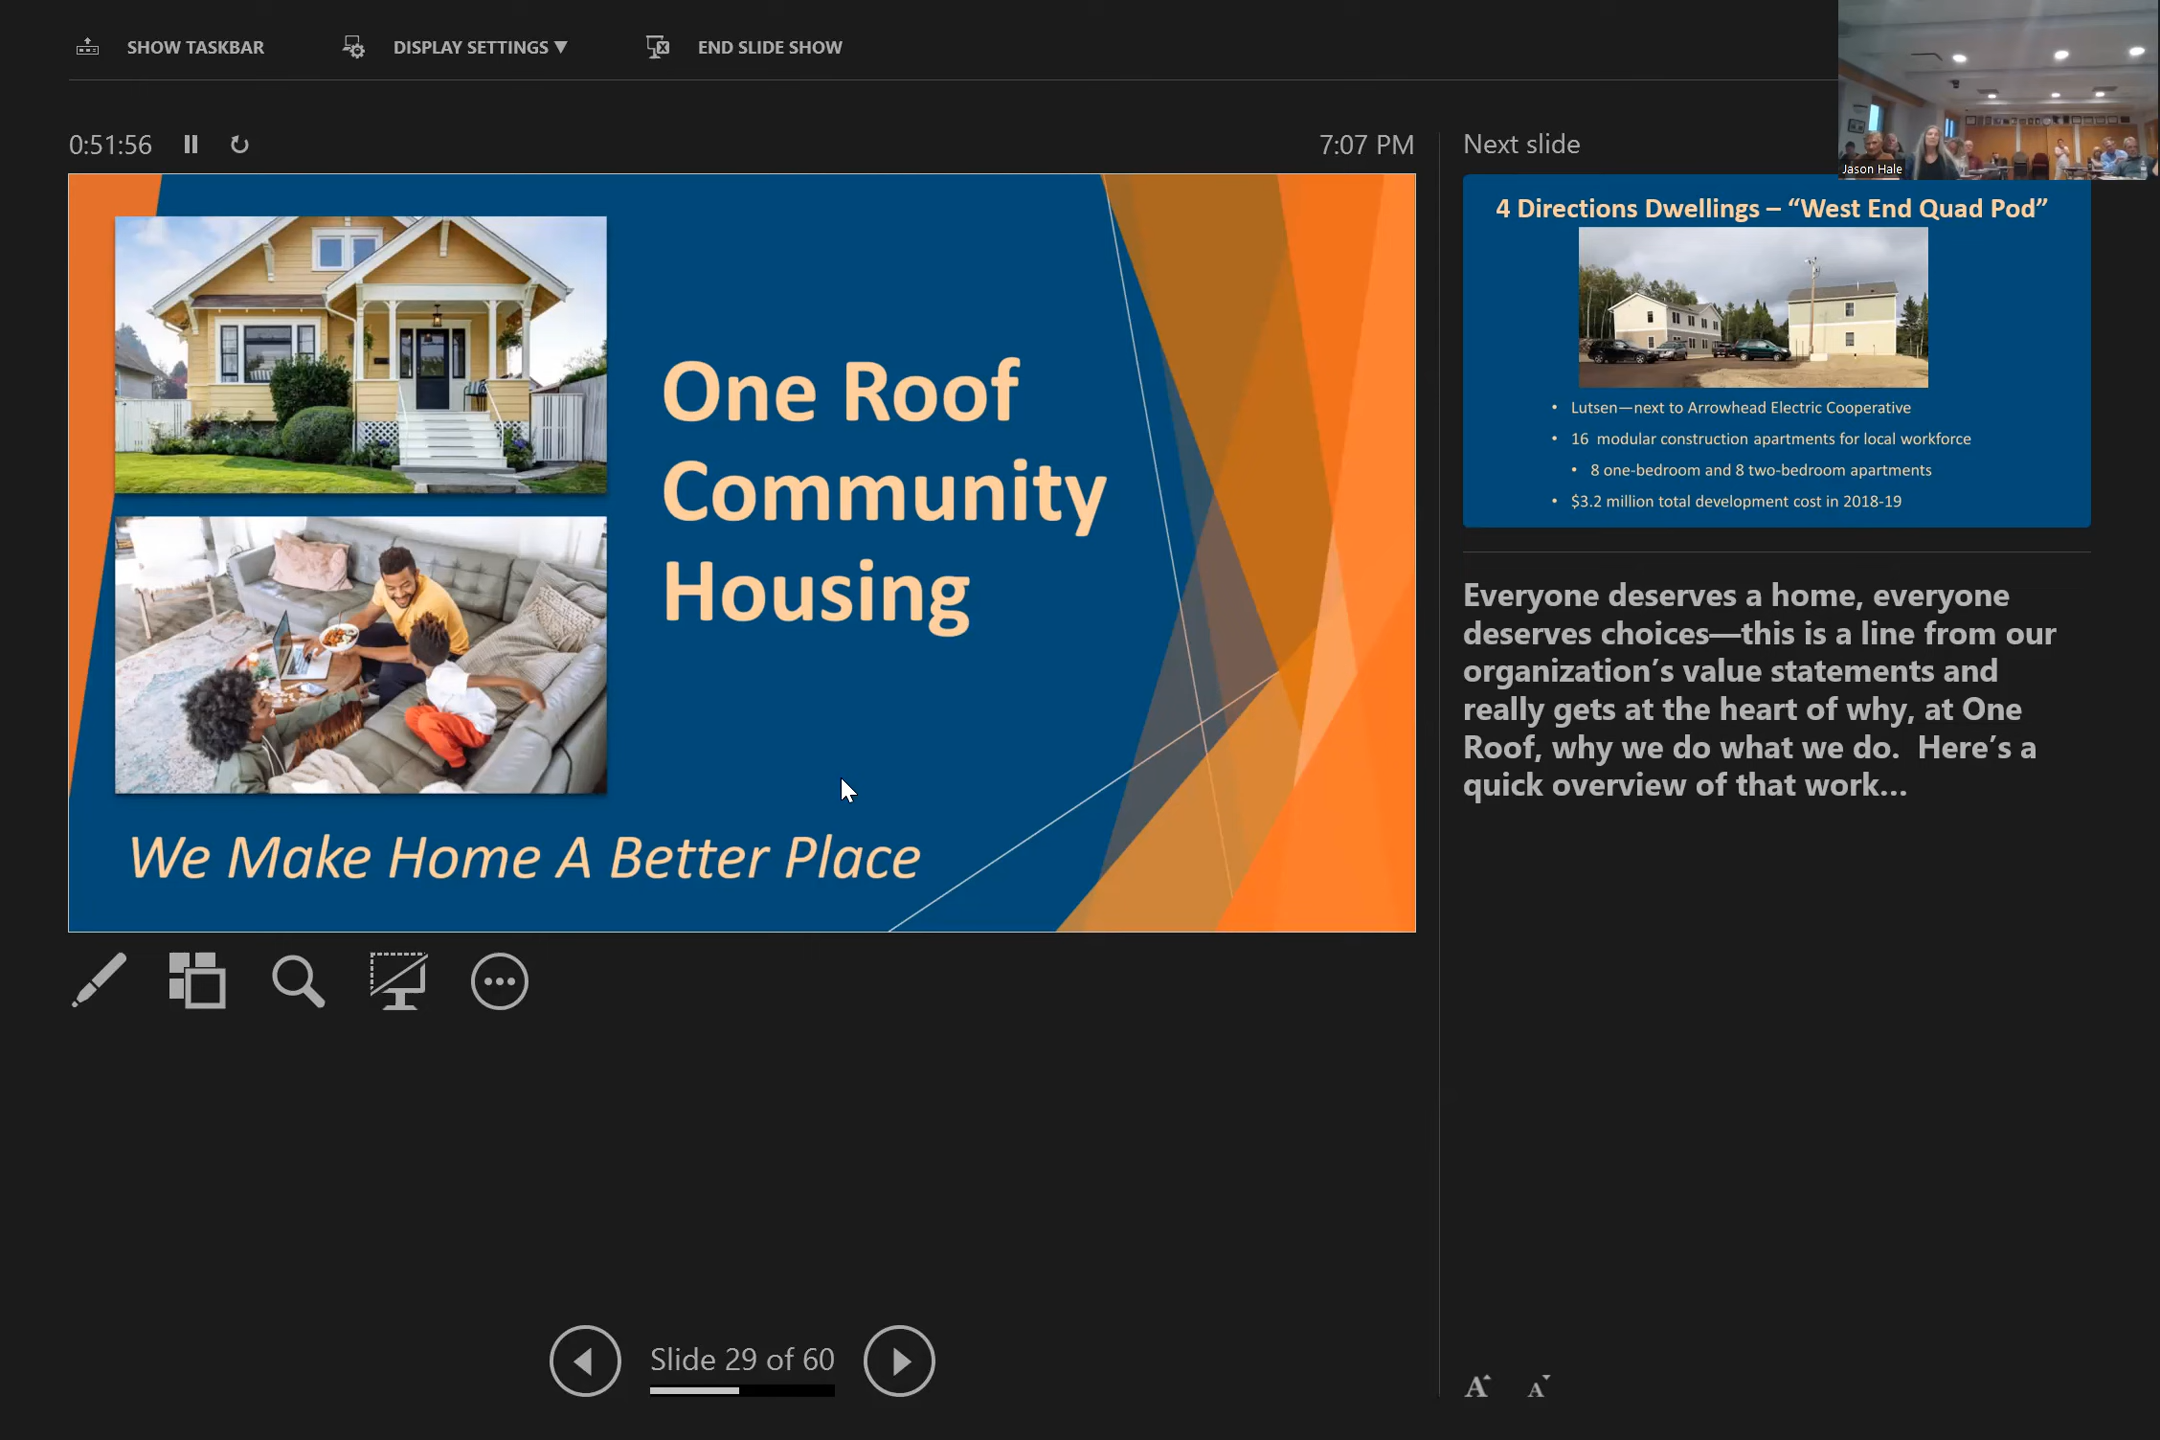 SHOW TASKBAR
DISPLAY SETTINGS ▼
END SLIDE SHOW
0:51:56
7:07 PM
One Roof
Community
Housing
We Make Home A Better Place
Slide 29 of 60
Next slide
Jason Hale
4 Directions Dwellings – “West End Quad Pod”
• Lutsen—next to Arrowhead Electric Cooperative
• 16 modular construction apartments for local workforce
• 8 one-bedroom and 8 two-bedroom apartments
• $3.2 million total development cost in 2018-19
Everyone deserves a home, everyone
deserves choices—this is a line from our
organization’s value statements and
really gets at the heart of why, at One
Roof, why we do what we do.  Here’s a
quick overview of that work…
A A